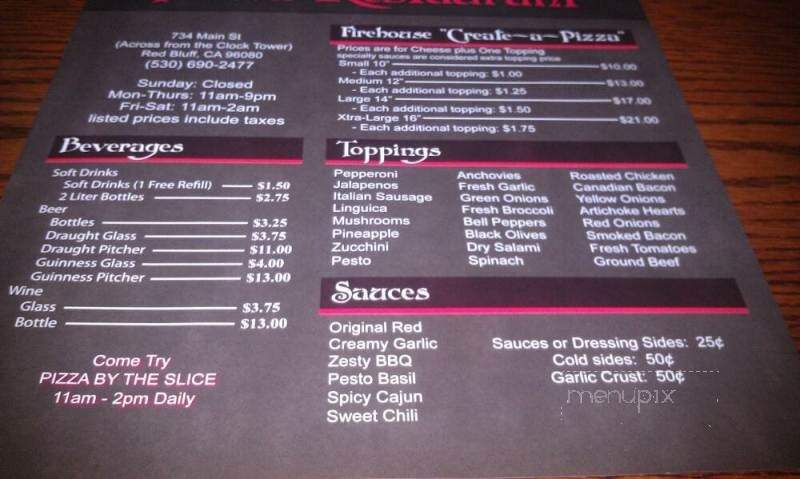 Restaurant
734 Main St
(Across from the Clock Tower)
Red Bluff, CA 96080
(530) 690-2477
Sunday: Closed
Mon-Thurs: 11am-9pm
Fri-Sat: 11am-2am
listed prices include taxes
Firehouse "Create-a-Pizza"
Prices are for Cheese plus One Topping
specialty sauces are considered extra topping price
Small 10" $10.00
- Each additional topping: $1.00
Medium 12" $13.00
- Each additional topping: $1.25
Large 14" $17.00
- Each additional topping: $1.50
Xtra-Large 16" $21.00
- Each additional topping: $1.75
Beverages
Soft Drinks
Soft Drinks (1 Free Refill) $1.50
2 Liter Bottles $2.75
Beer
Bottles $3.25
Draught Glass $3.75
Draught Pitcher $11.00
Guinness Glass $4.00
Guinness Pitcher $13.00
Wine
Glass $3.75
Bottle $13.00
Come Try
PIZZA BY THE SLICE
11am - 2pm Daily
Toppings
Pepperoni Anchovies Roasted Chicken
Jalapenos Fresh Garlic Canadian Bacon
Italian Sausage Green Onions Yellow Onions
Linguica Fresh Broccoli Artichoke Hearts
Mushrooms Bell Peppers Red Onions
Pineapple Black Olives Smoked Bacon
Zucchini Dry Salami Fresh Tomatoes
Pesto Spinach Ground Beef
Sauces
Original Red
Creamy Garlic
Zesty BBQ
Pesto Basil
Spicy Cajun
Sweet Chili
Sauces or Dressing Sides: 25¢
Cold sides: 50¢
Garlic Crust: 50¢
menupix